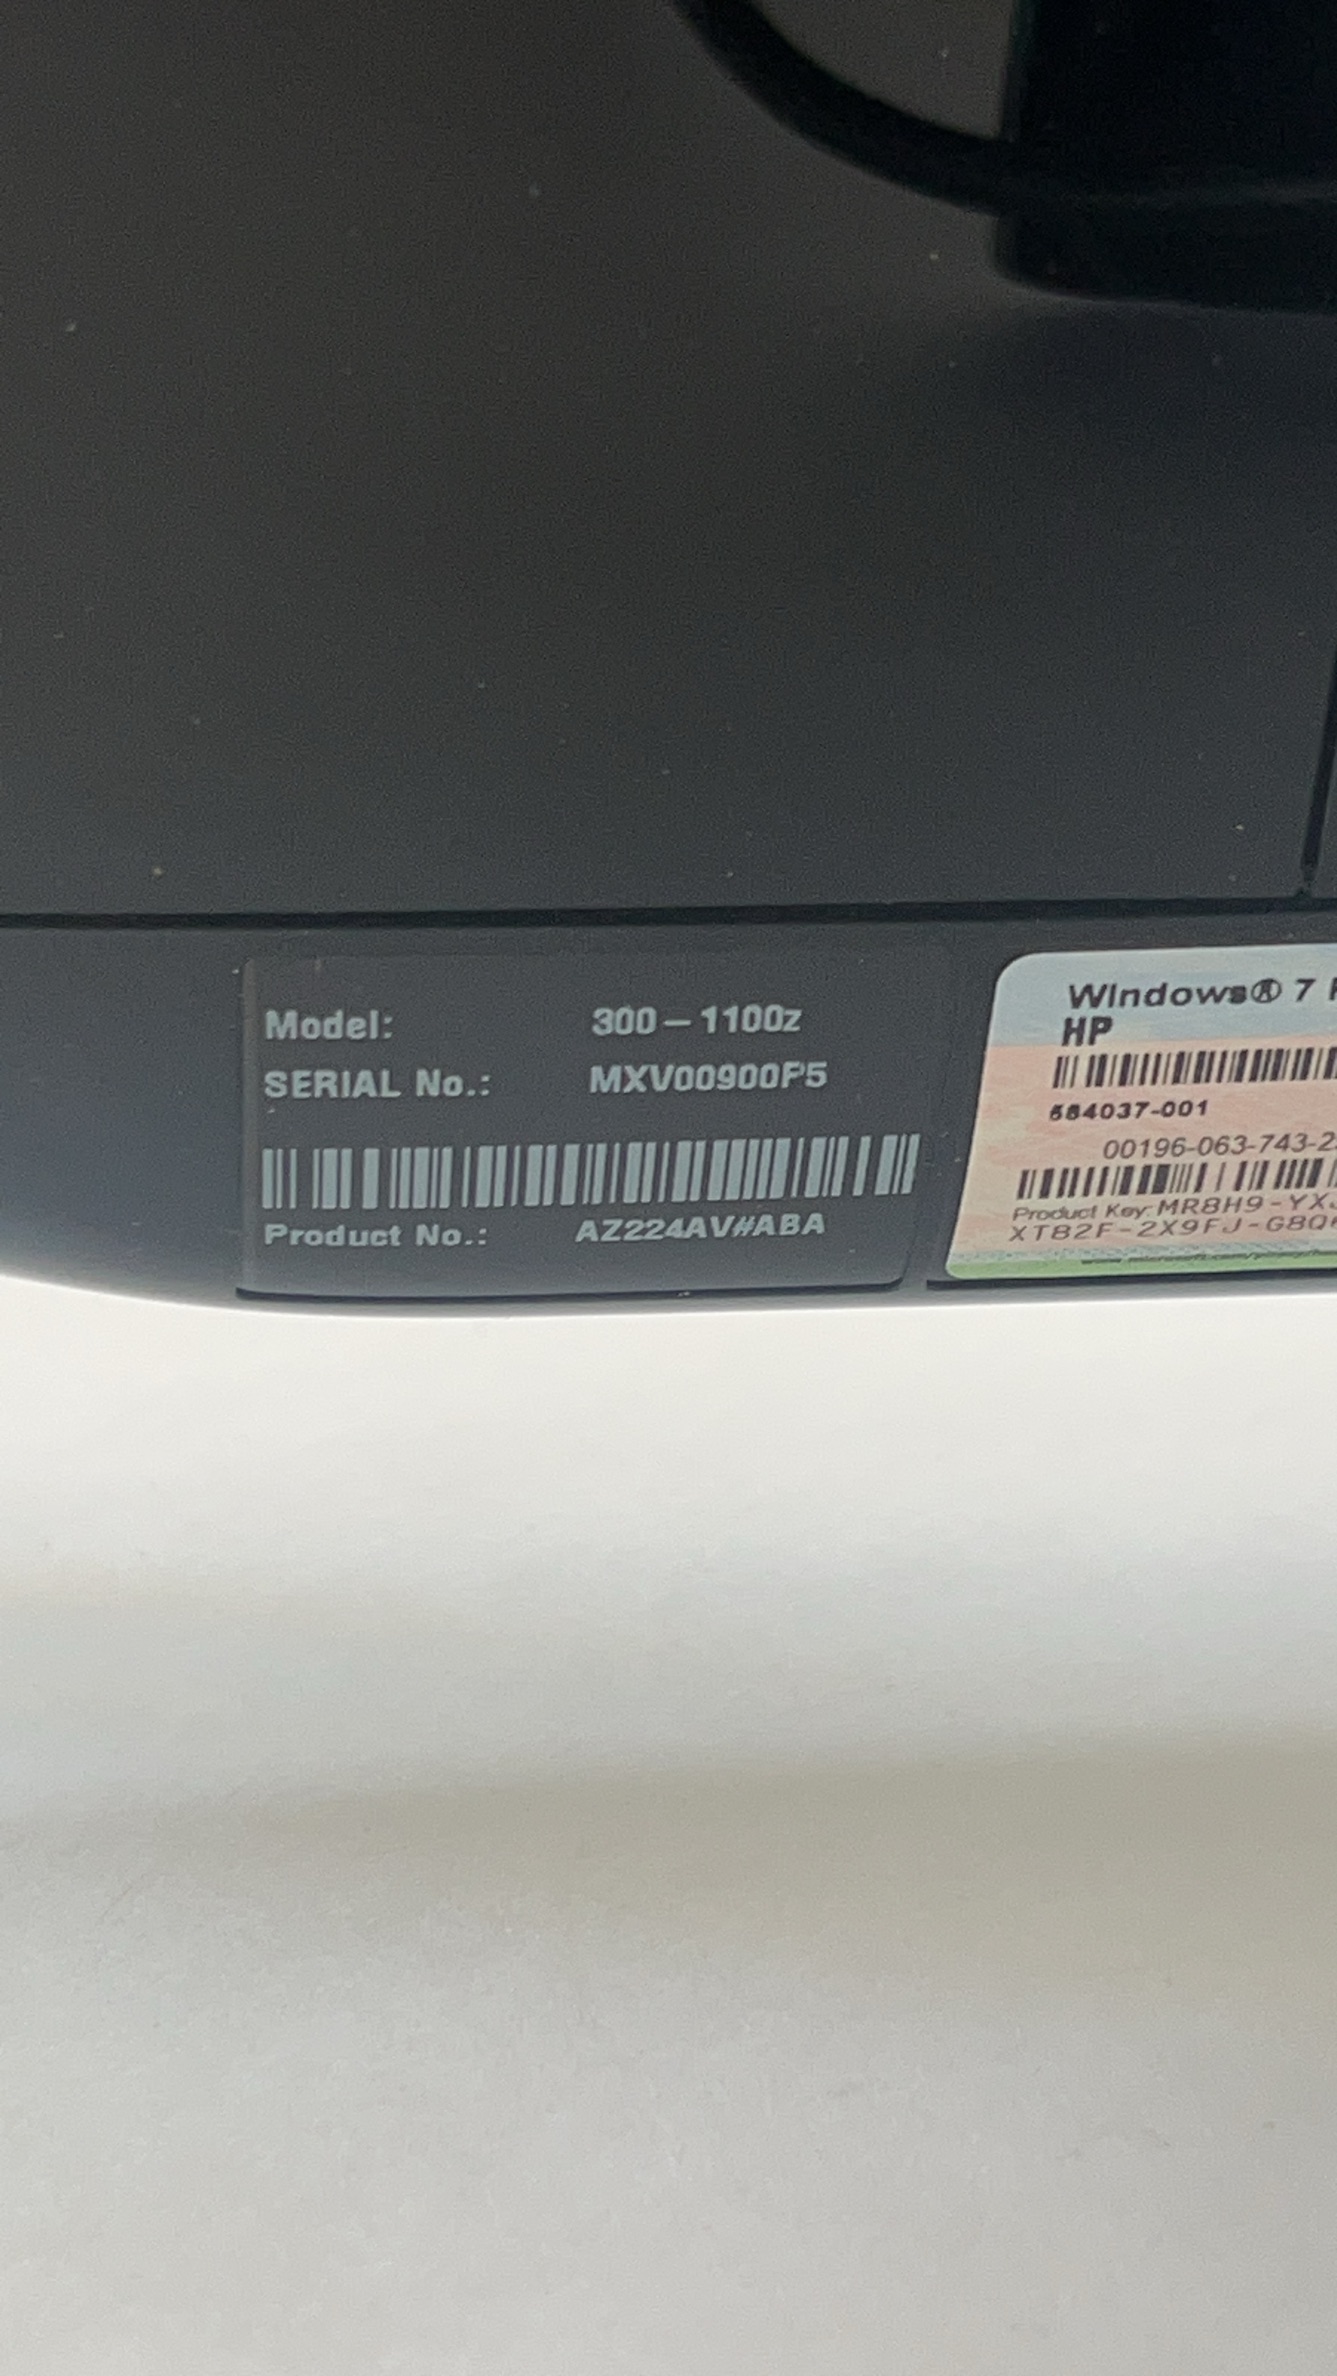 Model: 300-1100z
SERIAL No.: MXV00900P5
Product No.: AZ224AV#ABA
Windows® 7
HP
584037-001
00196-063-743-2
Product Key: MR8H9-YX
XT82F-2X9FJ-G8Q